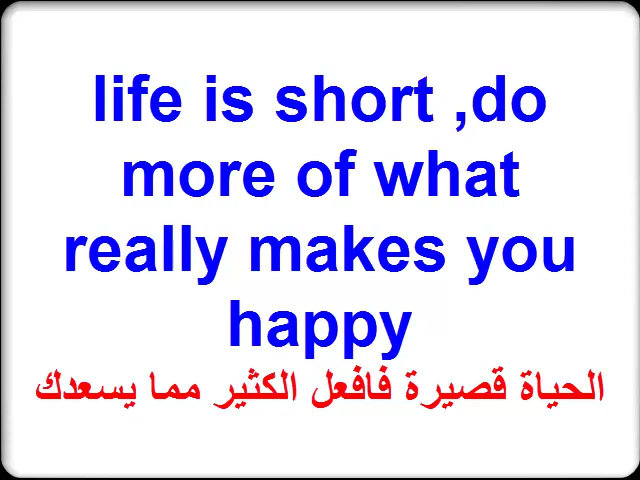 life is short ,do
more of what
really makes you
happy
الحياة قصيرة فافعل الكثير مما يسعدك